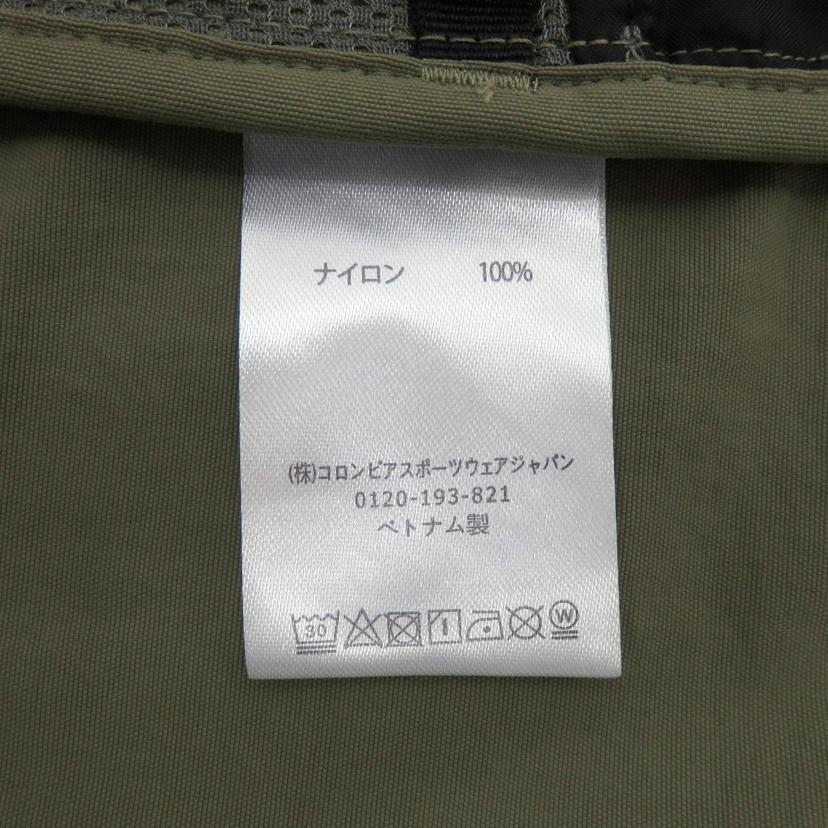 ナイロン 100%
(株)コロンビアスポーツウェアジャパン
0120-193-821
ベトナム製
30 W